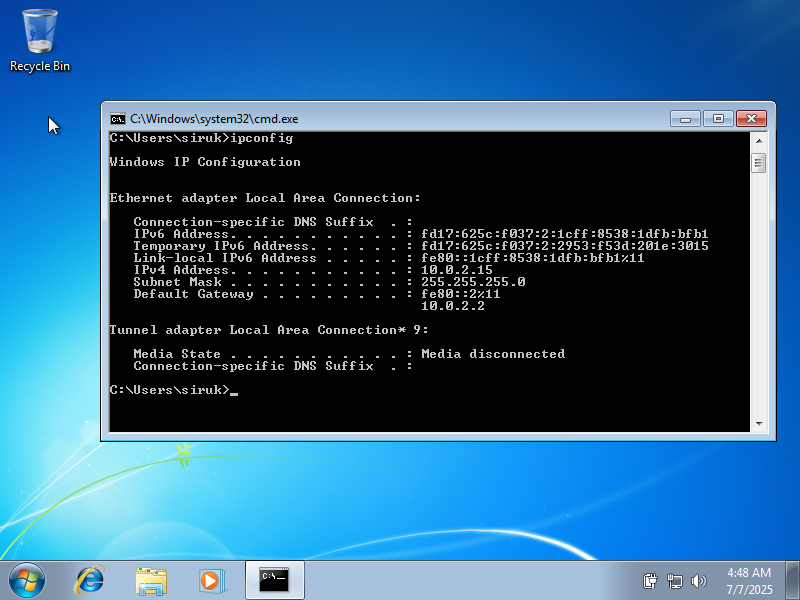 Recycle Bin
C:\Windows\system32\cmd.exe
C:\Users\siruk>ipconfig
Windows IP Configuration
Ethernet adapter Local Area Connection:
Connection-specific DNS Suffix  . :
IPv6 Address. . . . . . . . . . . : fd17:625c:f037:2:1cff:8538:1dfb:bfb1
Temporary IPv6 Address. . . . . . : fd17:625c:f037:2:2953:f53d:201e:3015
Link-local IPv6 Address . . . . . : fe80::1cff:8538:1dfb:bfb1%11
IPv4 Address. . . . . . . . . . . : 10.0.2.15
Subnet Mask . . . . . . . . . . . : 255.255.255.0
Default Gateway . . . . . . . . . : fe80::2%11
10.0.2.2
Tunnel adapter Local Area Connection* 9:
Media State . . . . . . . . . . . : Media disconnected
Connection-specific DNS Suffix  . :
C:\Users\siruk>_
C:\_
4:48 AM
7/7/2025